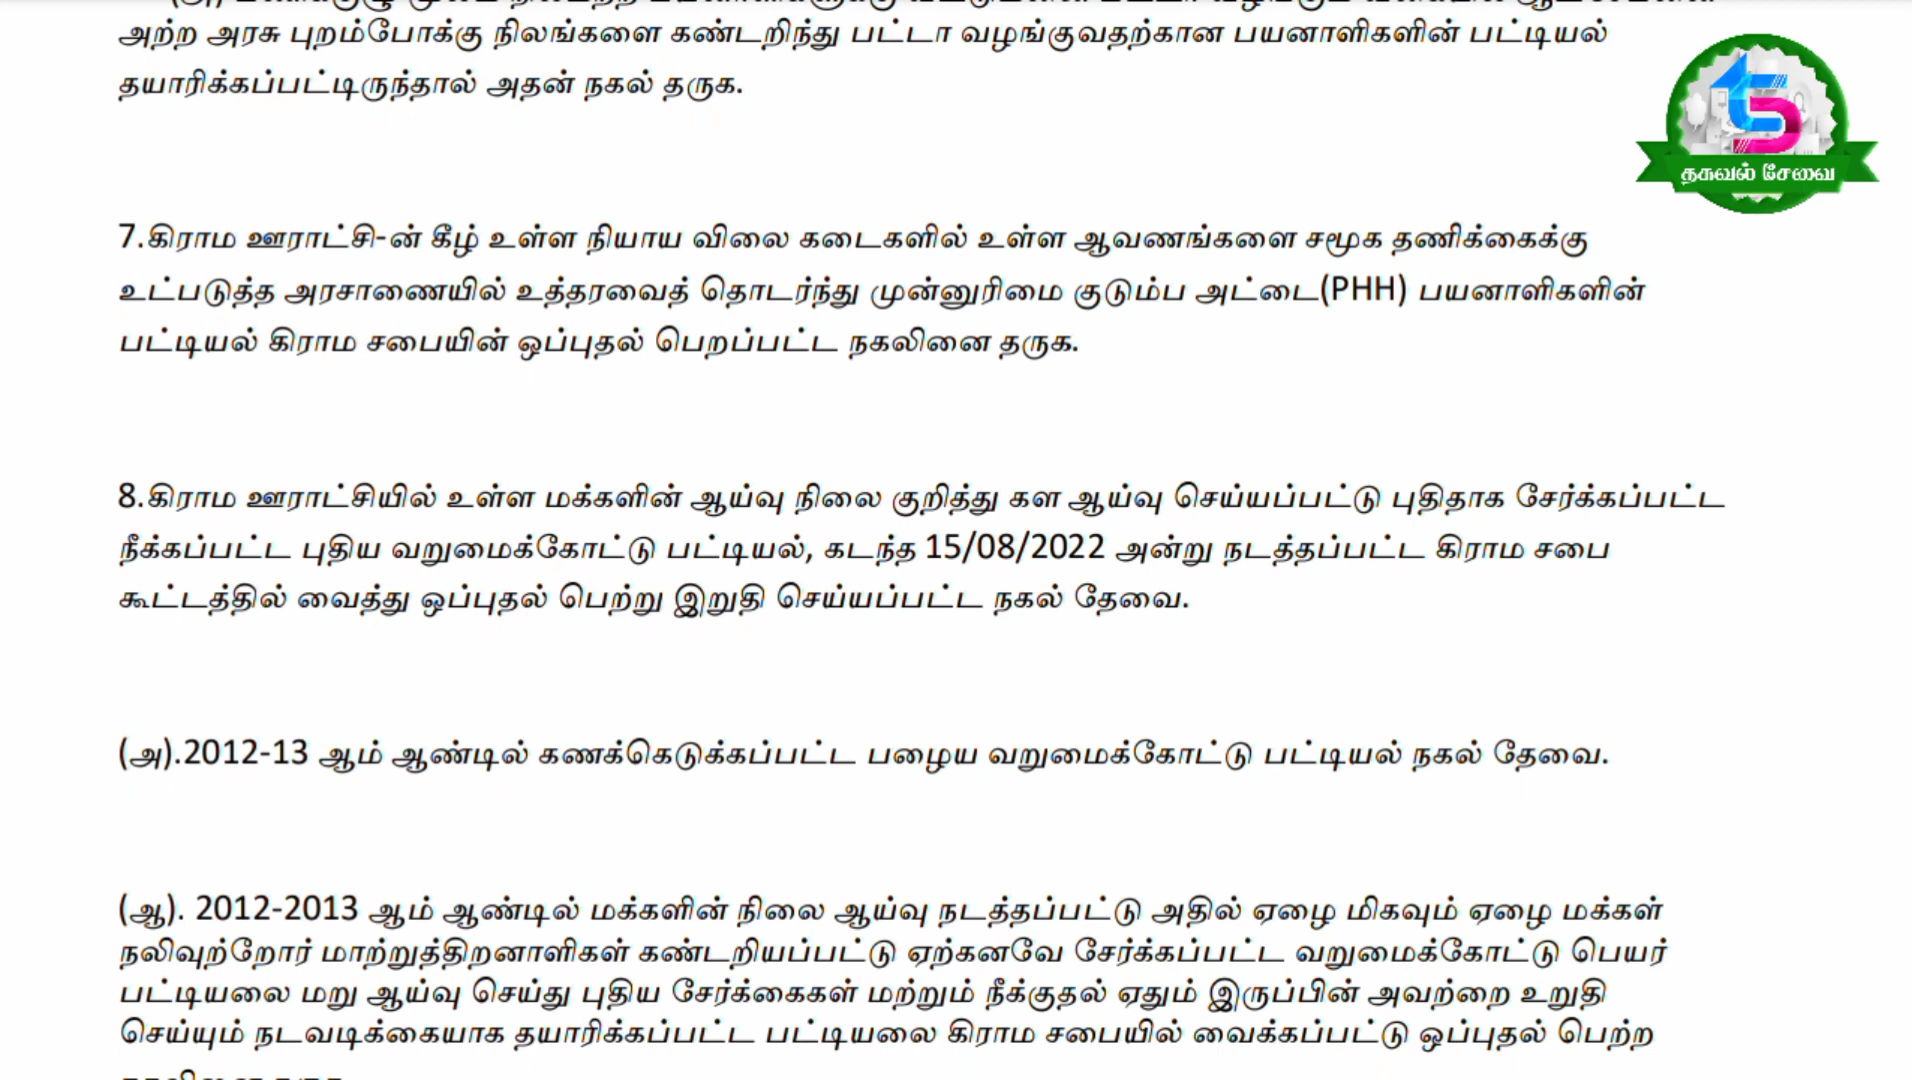 அற்ற அரசு புறம்போக்கு நிலங்களை கண்டறிந்து பட்டா வழங்குவதற்கான பயனாளிகளின் பட்டியல்
தயாரிக்கப்பட்டிருந்தால் அதன் நகல் தருக.
தகவல் சேவை
7.கிராம ஊராட்சி-ன் கீழ் உள்ள நியாய விலை கடைகளில் உள்ள ஆவணங்களை சமூக தணிக்கைக்கு
உட்படுத்த அரசாணையில் உத்தரவைத் தொடர்ந்து முன்னுரிமை குடும்ப அட்டை(PHH) பயனாளிகளின்
பட்டியல் கிராம சபையின் ஒப்புதல் பெறப்பட்ட நகலினை தருக.
8.கிராம ஊராட்சியில் உள்ள மக்களின் ஆய்வு நிலை குறித்து கள ஆய்வு செய்யப்பட்டு புதிதாக சேர்க்கப்பட்ட
நீக்கப்பட்ட புதிய வறுமைக்கோட்டு பட்டியல், கடந்த 15/08/2022 அன்று நடத்தப்பட்ட கிராம சபை
கூட்டத்தில் வைத்து ஒப்புதல் பெற்று இறுதி செய்யப்பட்ட நகல் தேவை.
(அ).2012-13 ஆம் ஆண்டில் கணக்கெடுக்கப்பட்ட பழைய வறுமைக்கோட்டு பட்டியல் நகல் தேவை.
(ஆ). 2012-2013 ஆம் ஆண்டில் மக்களின் நிலை ஆய்வு நடத்தப்பட்டு அதில் ஏழை மிகவும் ஏழை மக்கள்
நலிவுற்றோர் மாற்றுத்திறனாளிகள் கண்டறியப்பட்டு ஏற்கனவே சேர்க்கப்பட்ட வறுமைக்கோட்டு பெயர்
பட்டியலை மறு ஆய்வு செய்து புதிய சேர்க்கைகள் மற்றும் நீக்குதல் ஏதும் இருப்பின் அவற்றை உறுதி
செய்யும் நடவடிக்கையாக தயாரிக்கப்பட்ட பட்டியலை கிராம சபையில் வைக்கப்பட்டு ஒப்புதல் பெற்ற